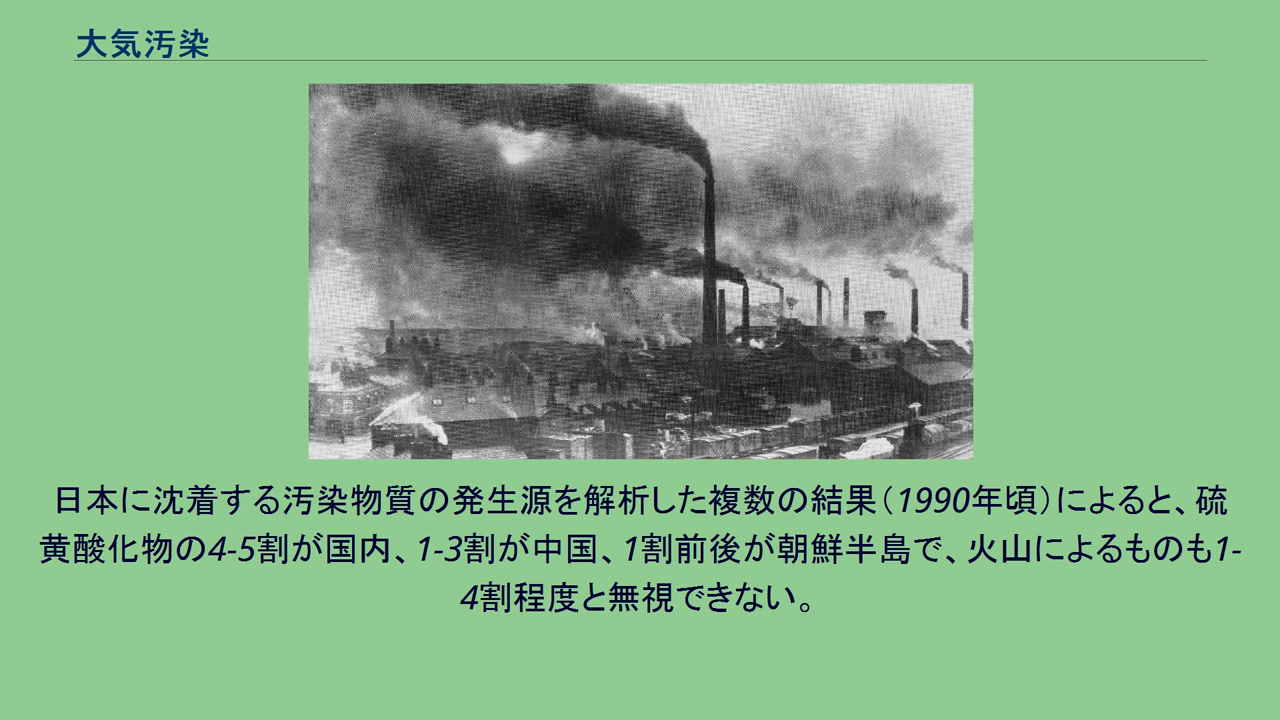 大気汚染
日本に沈着する汚染物質の発生源を解析した複数の結果（1990年頃）によると、硫
黄酸化物の4-5割が国内、1-3割が中国、1割前後が朝鮮半島で、火山によるものも1-
4割程度と無視できない。